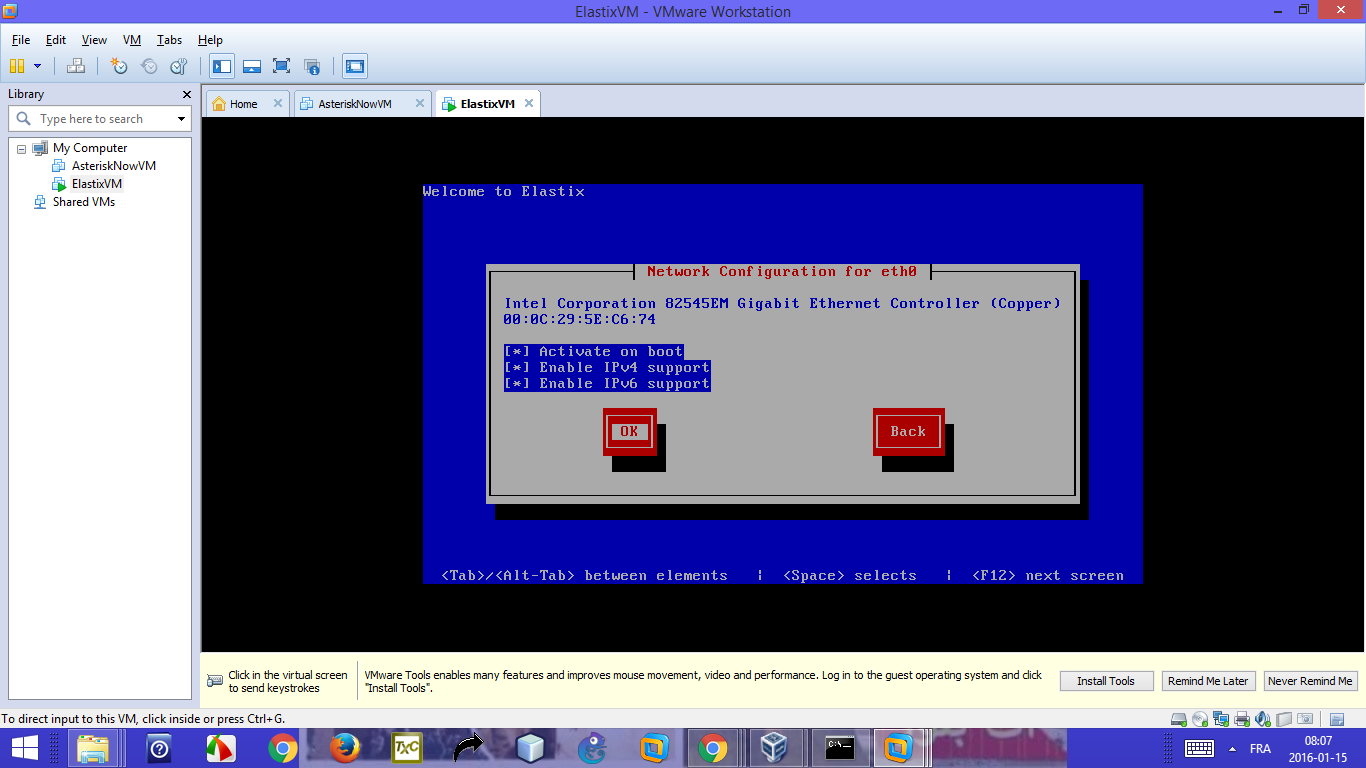 ElastixVM - VMware Workstation
File Edit View VM Tabs Help
Library
Type here to search
My Computer
AsteriskNowVM
ElastixVM
Shared VMs
Home
AsteriskNowVM
ElastixVM
Welcome to Elastix
Network Configuration for eth0
Intel Corporation 82545EM Gigabit Ethernet Controller (Copper)
00:0C:29:5E:C6:74
[*] Activate on boot
[*] Enable IPv4 support
[*] Enable IPv6 support
OK Back
<Tab>/<Alt-Tab> between elements | <Space> selects | <F12> next screen
Click in the virtual screen
to send keystrokes
VMware Tools enables many features and improves mouse movement, video and performance. Log in to the guest operating system and click
"Install Tools".
Install Tools Remind Me Later Never Remind Me
To direct input to this VM, click inside or press Ctrl+G.
TXC
C:\.
FRA
08:07
2016-01-15